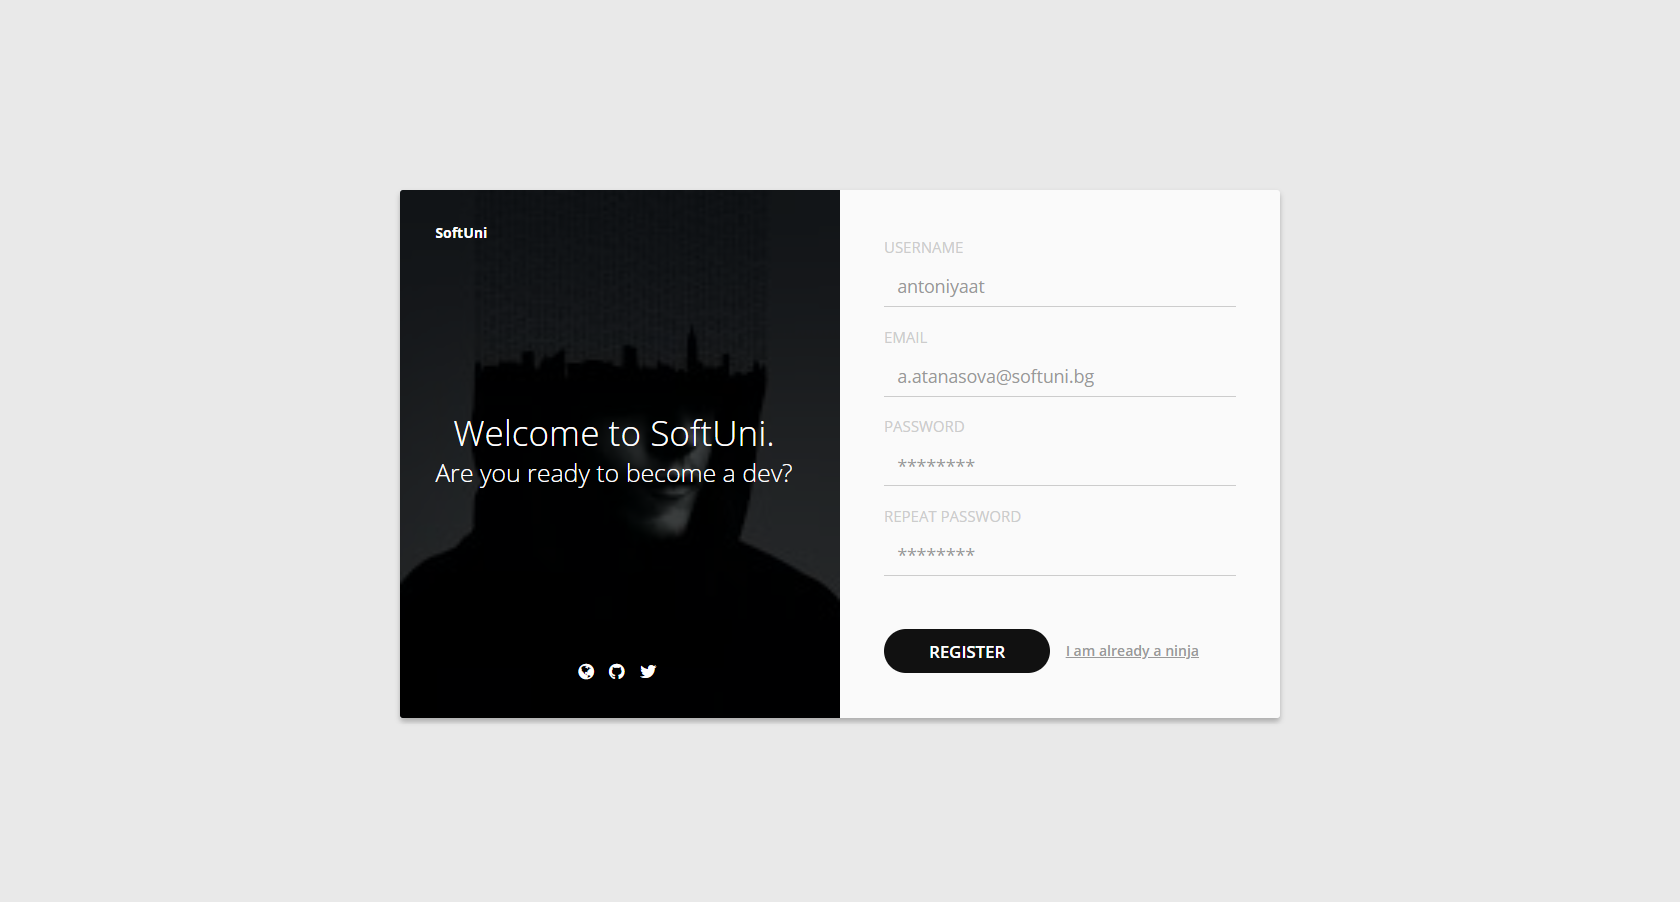 SoftUni
Welcome to SoftUni.
Are you ready to become a dev?
USERNAME
antoniyaat
EMAIL
a.atanasova@softuni.bg
PASSWORD
********
REPEAT PASSWORD
********
REGISTER
I am already a ninja